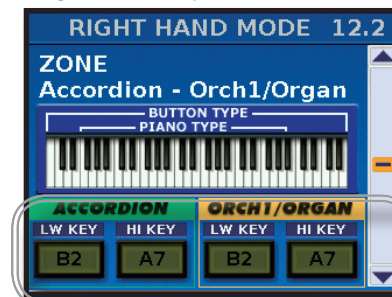 RIGHT HAND MODE 12.2
ZONE
Accordion - Orch1/Organ
BUTTON TYPE
PIANO TYPE
ACCORDION ORCH1/ORGAN
LW KEY HI KEY LW KEY HI KEY
B2 A7 B2 A7